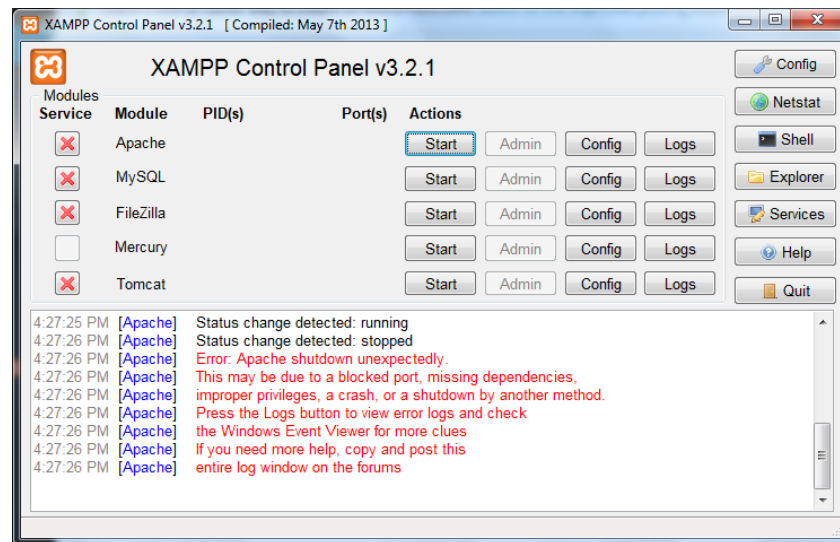 XAMPP Control Panel v3.2.1 [ Compiled: May 7th 2013 ]
XAMPP Control Panel v3.2.1
Config
Modules
Service Module PID(s) Port(s) Actions
Netstat
Apache Start Admin Config Logs
Shell
MySQL Start Admin Config Logs
Explorer
FileZilla Start Admin Config Logs
Services
Mercury Start Admin Config Logs
Help
Tomcat Start Admin Config Logs
Quit
4:27:25 PM [Apache] Status change detected: running
4:27:26 PM [Apache] Status change detected: stopped
4:27:26 PM [Apache] Error: Apache shutdown unexpectedly.
4:27:26 PM [Apache] This may be due to a blocked port, missing dependencies,
4:27:26 PM [Apache] improper privileges, a crash, or a shutdown by another method.
4:27:26 PM [Apache] Press the Logs button to view error logs and check
4:27:26 PM [Apache] the Windows Event Viewer for more clues
4:27:26 PM [Apache] If you need more help, copy and post this
4:27:26 PM [Apache] entire log window on the forums